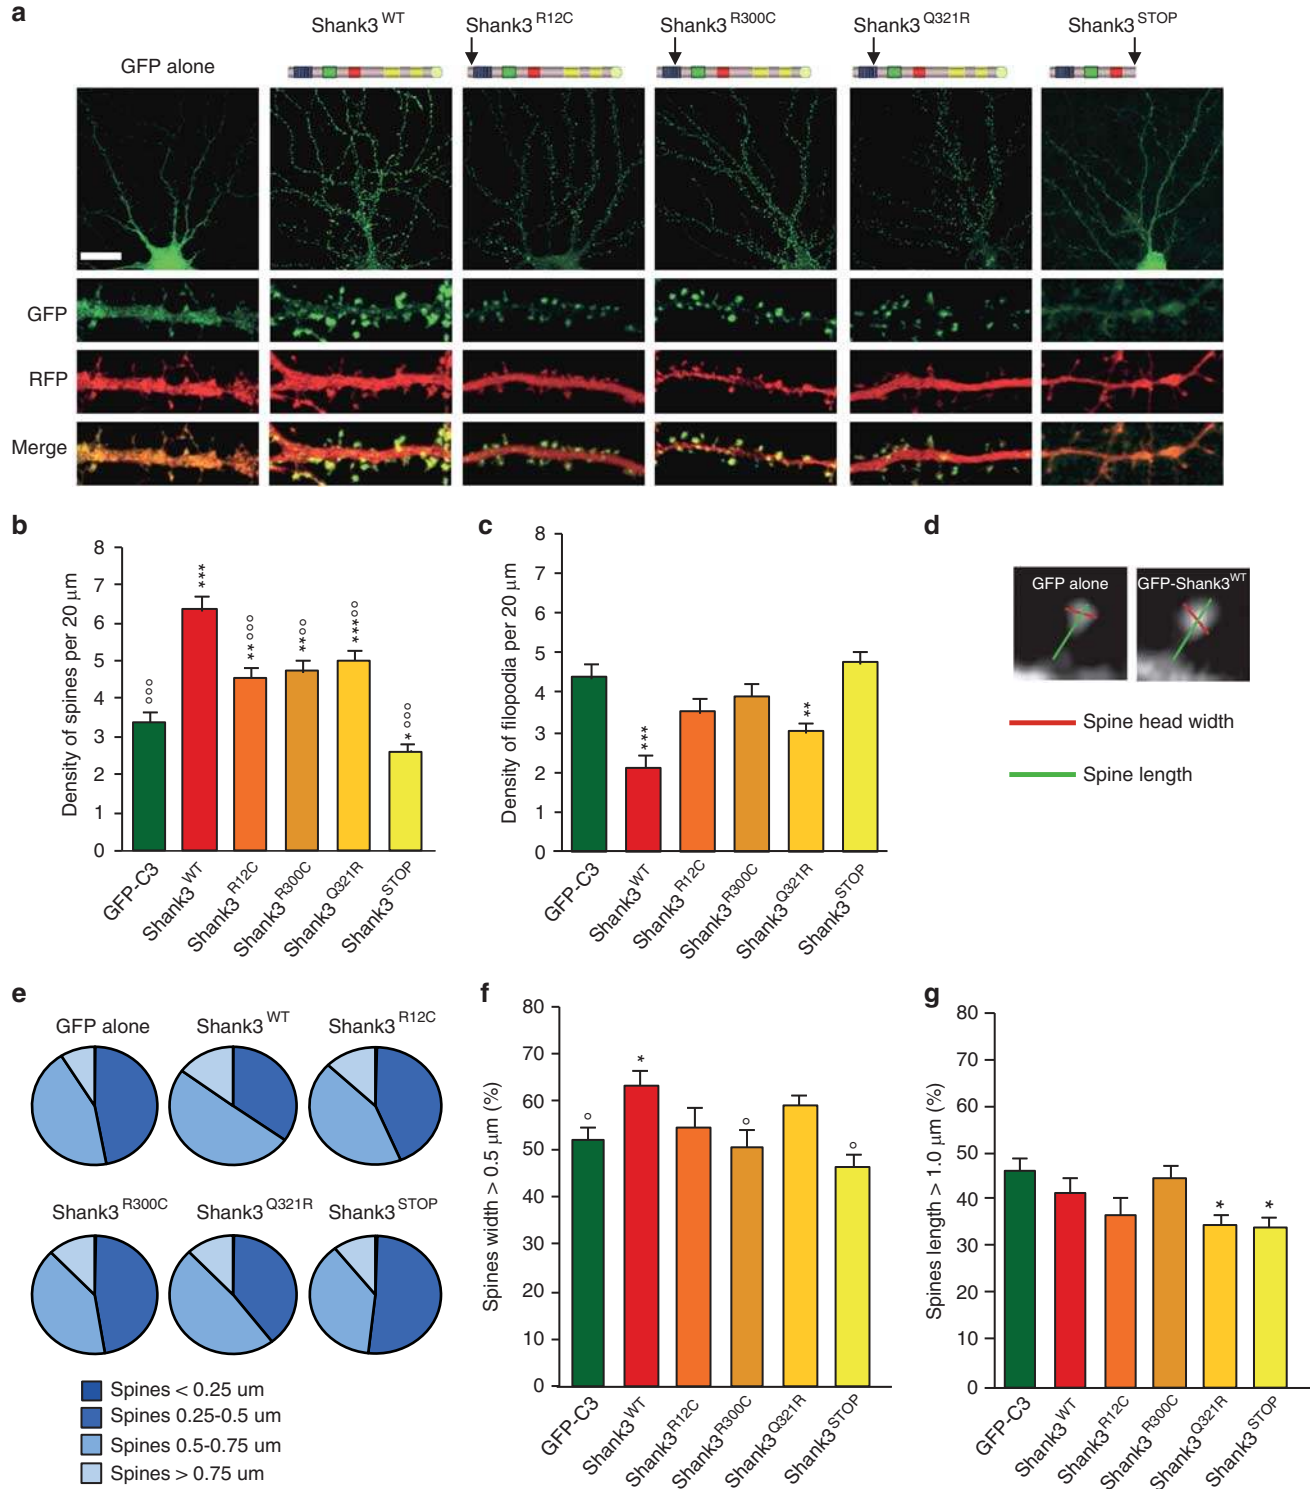 a
GFP alone
Shank3 WT
Shank3 R12C
Shank3 R300C
Shank3 Q321R
Shank3 STOP
GFP
RFP
Merge
b
Density of spines per 20 μm
8
7
6
5
4
3
2
1
0
°°°
***
**°°°
**°°
***°°
*°°°
GFP-C3
Shank3 WT
Shank3 R12C
Shank3 R300C
Shank3 Q321R
Shank3 STOP
c
Density of filopodia per 20 μm
8
7
6
5
4
3
2
1
0
***
**
GFP-C3
Shank3 WT
Shank3 R12C
Shank3 R300C
Shank3 Q321R
Shank3 STOP
d
GFP alone
GFP-Shank3 WT
Spine head width
Spine length
e
GFP alone
Shank3 WT
Shank3 R12C
Shank3 R300C
Shank3 Q321R
Shank3 STOP
Spines < 0.25 um
Spines 0.25-0.5 um
Spines 0.5-0.75 um
Spines > 0.75 um
f
Spines width > 0.5 μm (%)
80
70
60
50
40
30
20
10
0
°
*
°
°
GFP-C3
Shank3 WT
Shank3 R12C
Shank3 R300C
Shank3 Q321R
Shank3 STOP
g
Spines length > 1.0 μm (%)
80
70
60
50
40
30
20
10
0
*
*
GFP-C3
Shank3 WT
Shank3 R12C
Shank3 R300C
Shank3 Q321R
Shank3 STOP